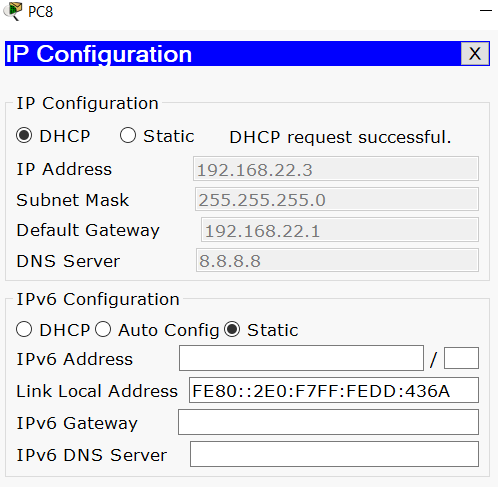 PC8
IP Configuration X
IP Configuration
DHCP Static DHCP request successful.
IP Address 192.168.22.3
Subnet Mask 255.255.255.0
Default Gateway 192.168.22.1
DNS Server 8.8.8.8
IPv6 Configuration
DHCP Auto Config Static
IPv6 Address /
Link Local Address FE80::2E0:F7FF:FEDD:436A
IPv6 Gateway
IPv6 DNS Server